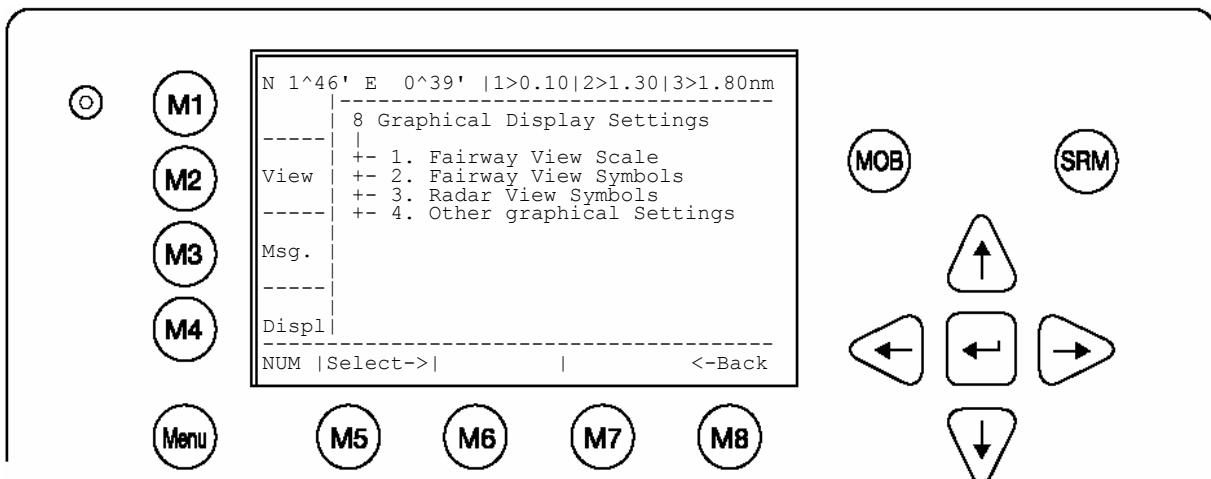 M1
N 1^46' E  0^39' |1>0.10|2>1.30|3>1.80nm
8 Graphical Display Settings
+- 1. Fairway View Scale
MOB
SRM
M2
View
+- 2. Fairway View Symbols
+- 3. Radar View Symbols
+- 4. Other graphical Settings
M3
Msg.
M4
Displ
NUM |Select->|         |         <-Back
Menu
M5
M6
M7
M8